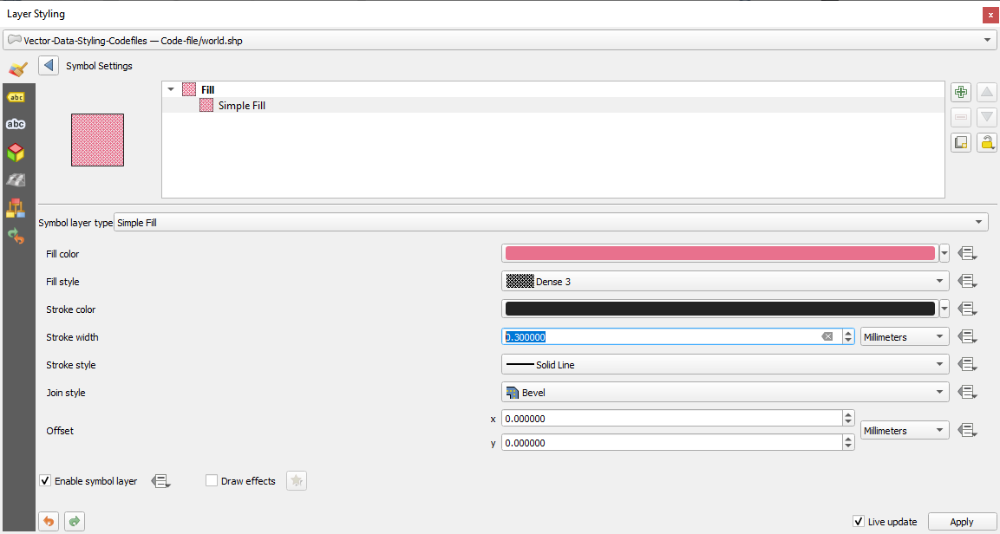 Layer Styling
x
Vector-Data-Styling-Codefiles — Code-file/world.shp
Symbol Settings
abc
abc
Fill
Simple Fill
Symbol layer type Simple Fill
Fill color
Fill style Dense 3
Stroke color
Stroke width 0.300000 Millimeters
Stroke style Solid Line
Join style Bevel
Offset x 0.000000 Millimeters
y 0.000000
Enable symbol layer Draw effects
Live update Apply